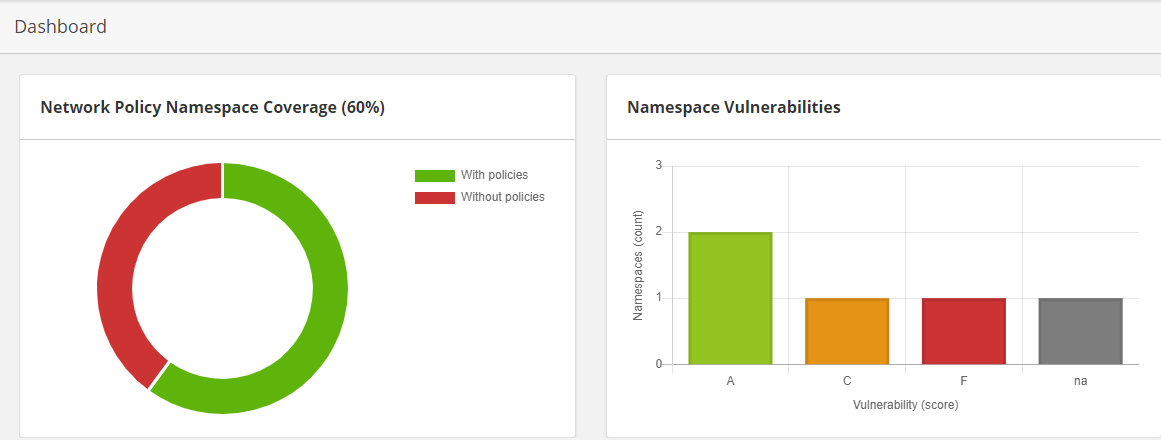 Dashboard
Network Policy Namespace Coverage (60%)
With policies
Without policies
Namespace Vulnerabilities
3
2
1
0
Namespaces (count)
A C F na
Vulnerability (score)